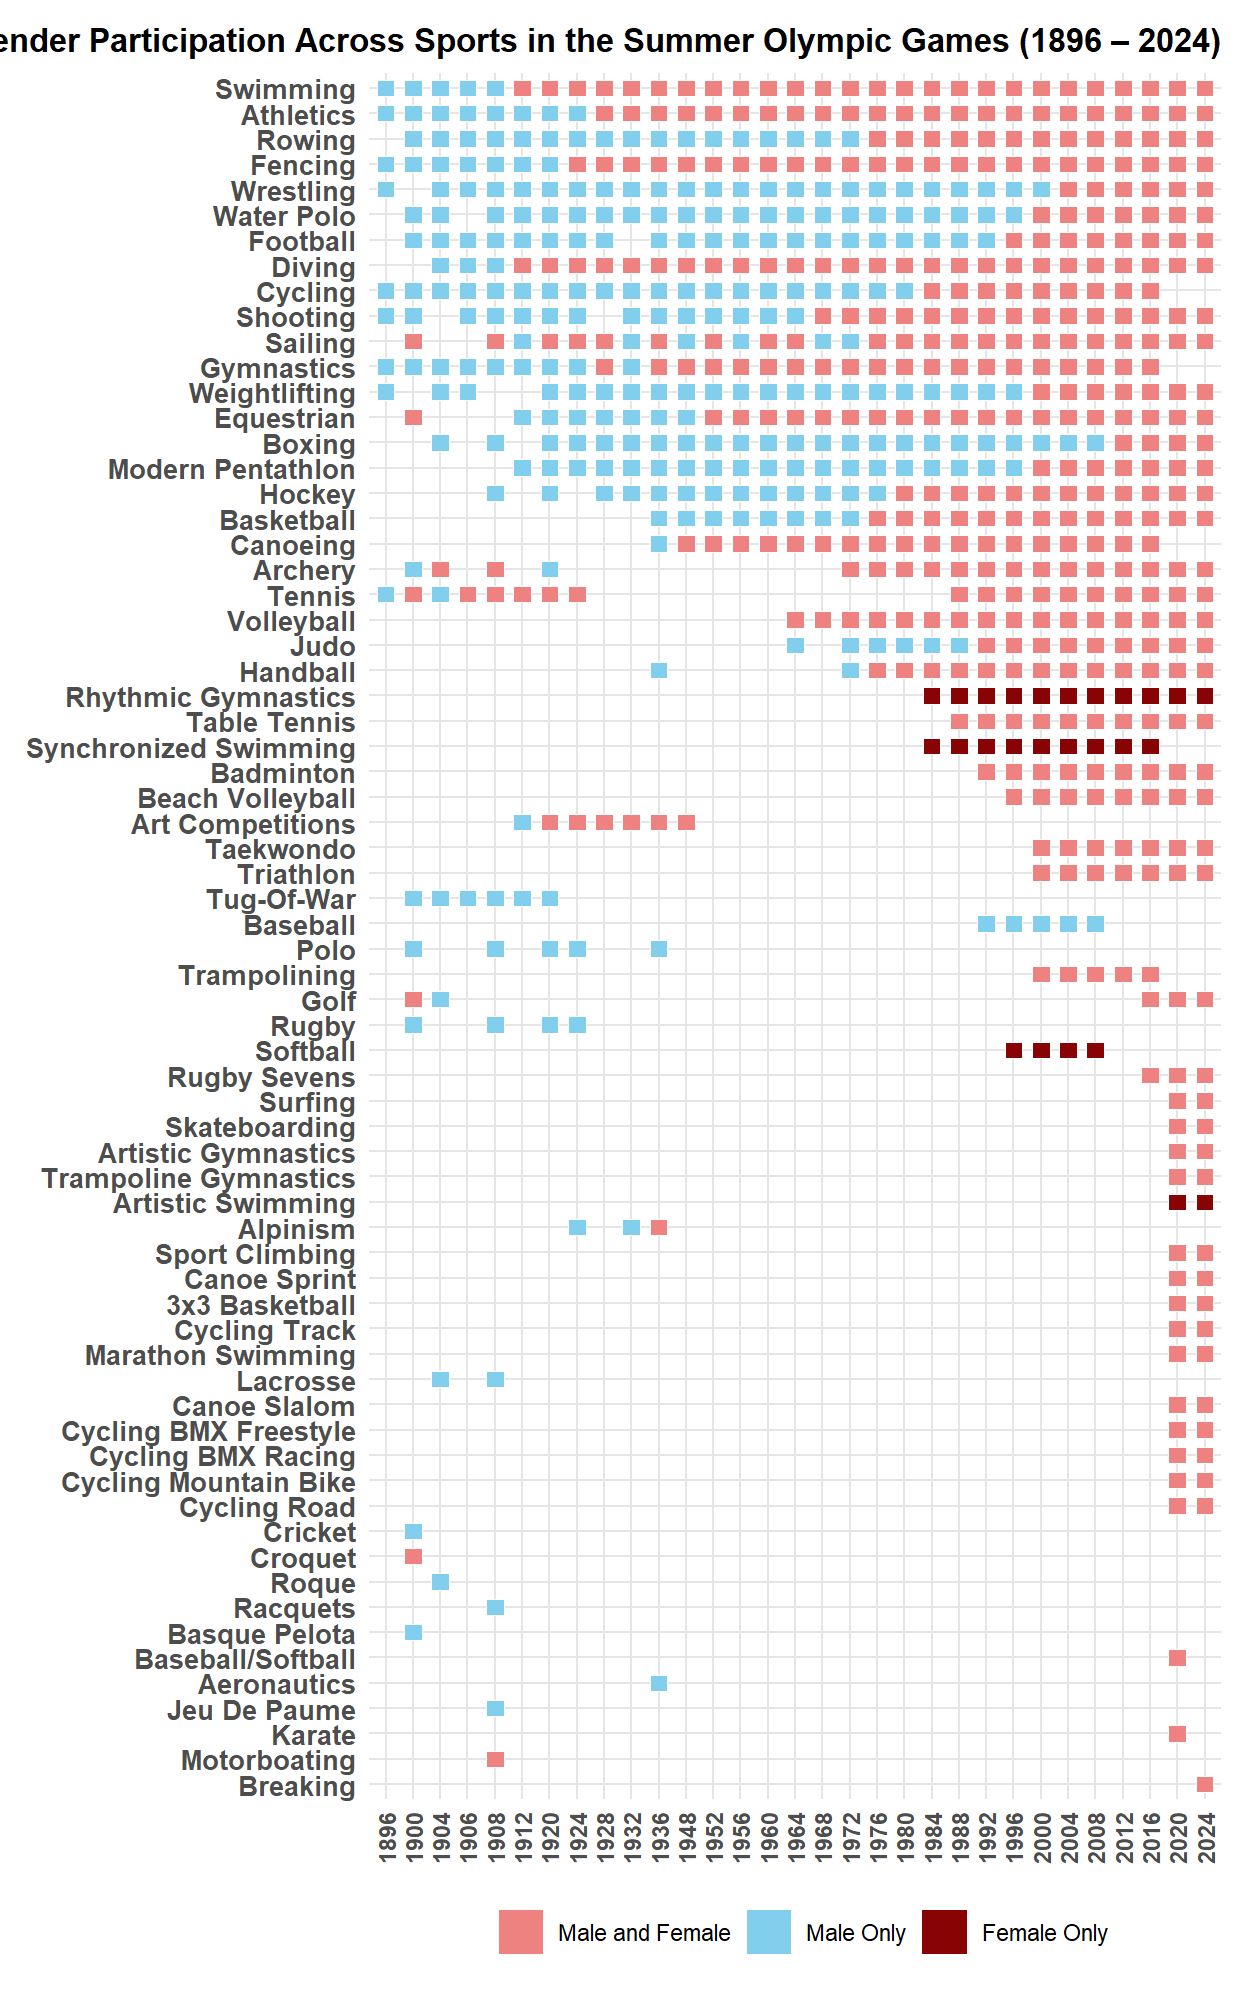 ender Participation Across Sports in the Summer Olympic Games (1896 – 2024)
Swimming
Athletics
Rowing
Fencing
Wrestling
Water Polo
Football
Diving
Cycling
Shooting
Sailing
Gymnastics
Weightlifting
Equestrian
Boxing
Modern Pentathlon
Hockey
Basketball
Canoeing
Archery
Tennis
Volleyball
Judo
Handball
Rhythmic Gymnastics
Table Tennis
Synchronized Swimming
Badminton
Beach Volleyball
Art Competitions
Taekwondo
Triathlon
Tug-Of-War
Baseball
Polo
Trampolining
Golf
Rugby
Softball
Rugby Sevens
Surfing
Skateboarding
Artistic Gymnastics
Trampoline Gymnastics
Artistic Swimming
Alpinism
Sport Climbing
Canoe Sprint
3x3 Basketball
Cycling Track
Marathon Swimming
Lacrosse
Canoe Slalom
Cycling BMX Freestyle
Cycling BMX Racing
Cycling Mountain Bike
Cycling Road
Cricket
Croquet
Roque
Racquets
Basque Pelota
Baseball/Softball
Aeronautics
Jeu De Paume
Karate
Motorboating
Breaking
1896 1900 1904 1906 1908 1912 1920 1924 1928 1932 1936 1948 1952 1956 1960 1964 1968 1972 1976 1980 1984 1988 1992 1996 2000 2004 2008 2012 2016 2020 2024
Male and Female Male Only Female Only